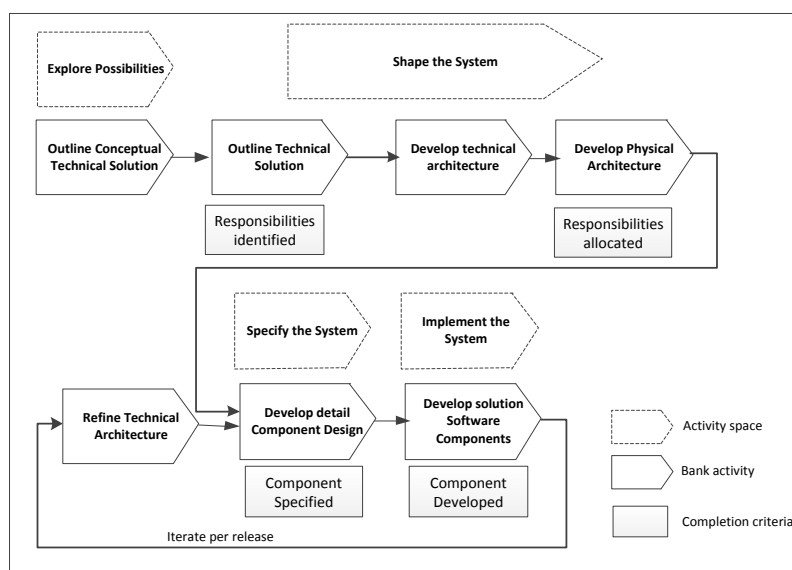 Explore Possibilities
Shape the System
Outline Conceptual
Technical Solution
Outline Technical
Solution
Develop technical
architecture
Develop Physical
Architecture
Responsibilities
identified
Responsibilities
allocated
Specify the System
Implement the
System
Refine Technical
Architecture
Develop detail
Component Design
Develop solution
Software
Components
Component
Specified
Component
Developed
Iterate per release
Activity space
Bank activity
Completion criteria